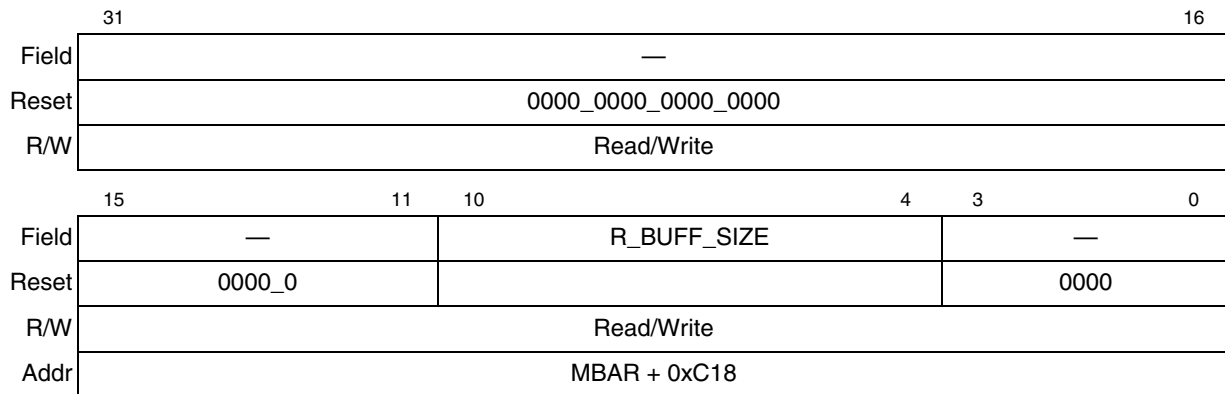 31 16
Field —
Reset 0000_0000_0000_0000
R/W Read/Write
15 11 10 4 3 0
Field — R_BUFF_SIZE —
Reset 0000_0 0000
R/W Read/Write
Addr MBAR + 0xC18